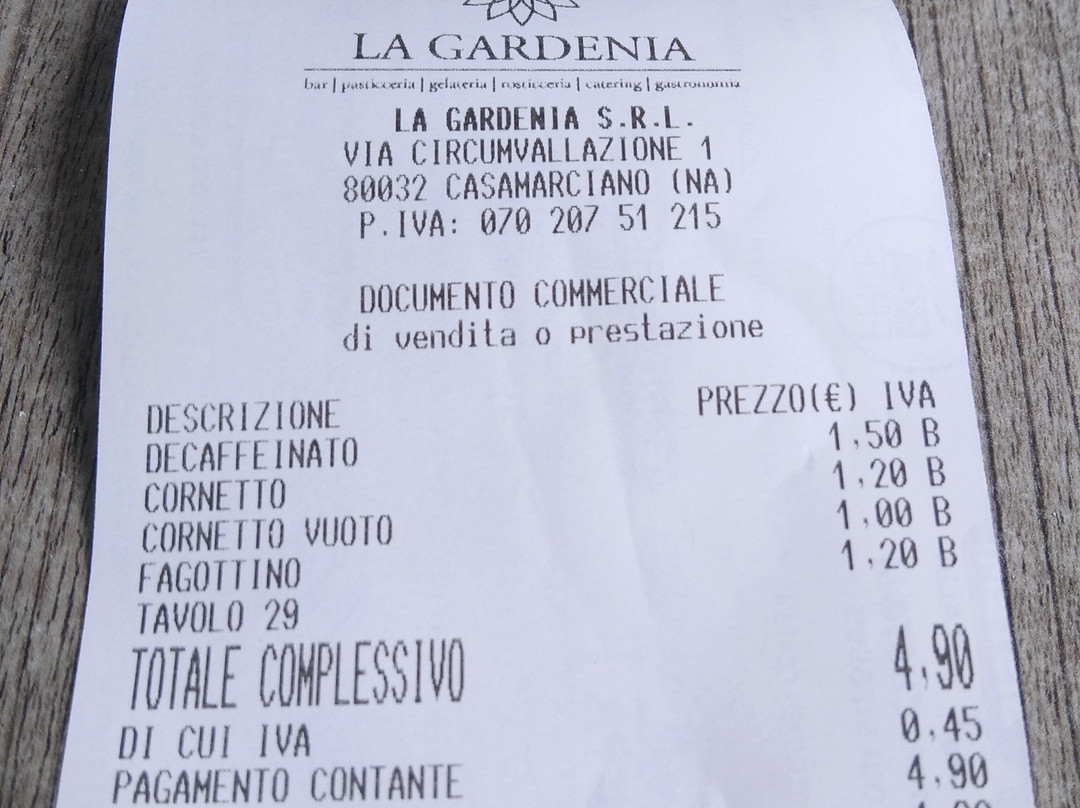 LA GARDENIA
bar | pasticceria | gelateria | rosticceria | catering | gastronomia
LA GARDENIA S.R.L.
VIA CIRCUMVALLAZIONE 1
80032 CASAMARCIANO (NA)
P.IVA: 070 207 51 215
DOCUMENTO COMMERCIALE
di vendita o prestazione
DESCRIZIONE PREZZO(€) IVA
DECAFFEINATO 1,50 B
CORNETTO 1,20 B
CORNETTO VUOTO 1,00 B
FAGOTTINO 1,20 B
TAVOLO 29
TOTALE COMPLESSIVO 4,90
DI CUI IVA 0,45
PAGAMENTO CONTANTE 4,90